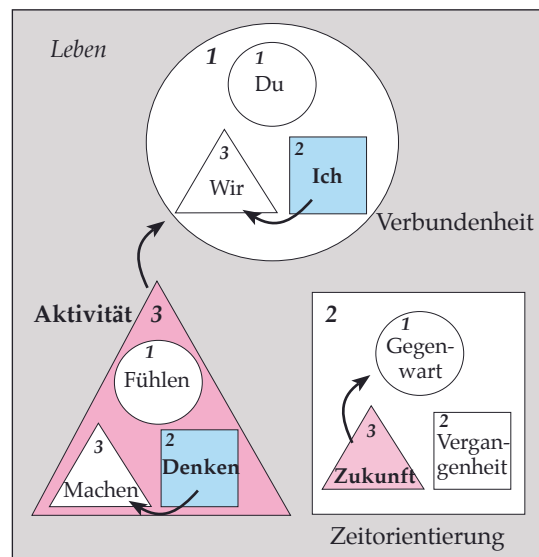 Leben
1
1
Du
3
Wir
2
Ich
Verbundenheit
Aktivität
3
1
Fühlen
3
Machen
2
Denken
2
1
Gegen-
wart
3
Zukunft
2
Vergan-
genheit
Zeitorientierung